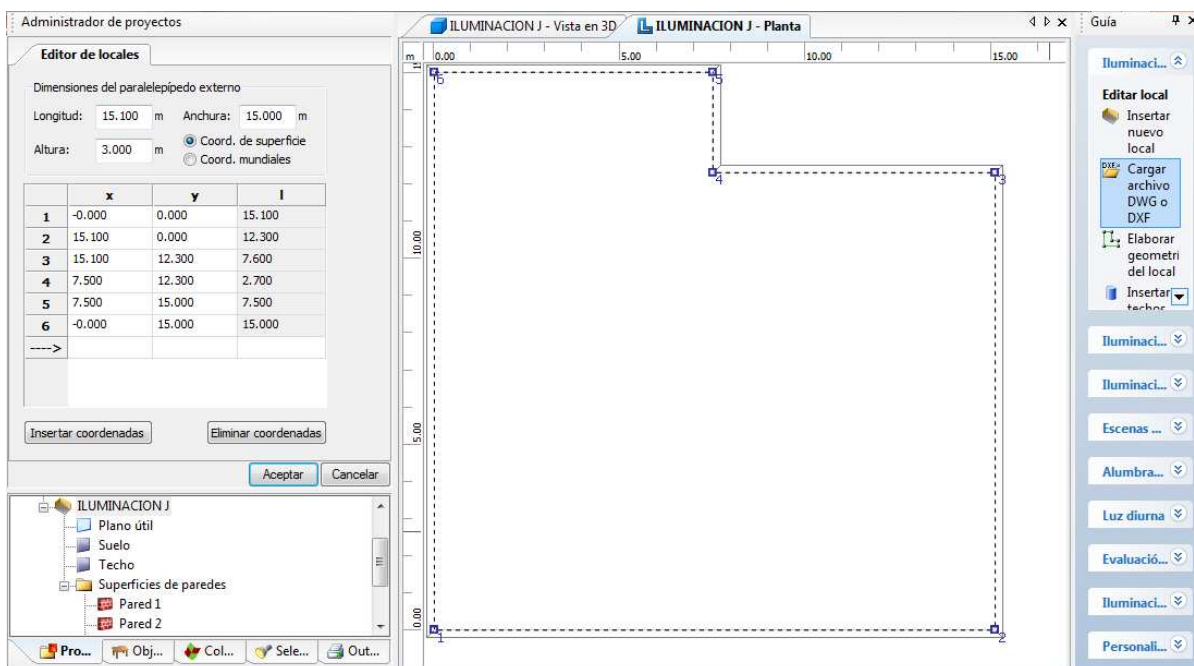 Administrador de proyectos
Editor de locales
Dimensiones del paralelepípedo externo
Longitud: 15.100 m Anchura: 15.000 m
Altura: 3.000 m
Coord. de superficie
Coord. mundiales
x y l
1 -0.000 0.000 15.100
2 15.100 0.000 12.300
3 15.100 12.300 7.600
4 7.500 12.300 2.700
5 7.500 15.000 7.500
6 -0.000 15.000 15.000
---->
Insertar coordenadas Eliminar coordenadas
Aceptar Cancelar
ILUMINACION J
Plano útil
Suelo
Techo
Superficies de paredes
Pared 1
Pared 2
Pro... Obj... Col... Sele... Out...
ILUMINACION J - Vista en 3D ILUMINACION J - Planta
m 0.00 5.00 10.00 15.00
10.00
5.00
0.00
6 5
4 3
1 2
Guía
Iluminaci...
Editar local
Insertar
nuevo
local
Cargar
archivo
DWG o
DXF
Elaborar
geometrí
del local
Insertar
techos
Iluminaci...
Iluminaci...
Escenas ...
Alumbra...
Luz diurna
Evaluació...
Iluminaci...
Personali...